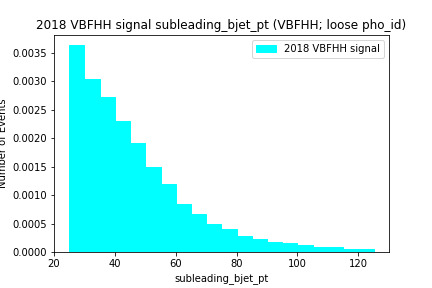 2018 VBFHH signal subleading_bjet_pt (VBFHH; loose pho_id)
2018 VBFHH signal
0.0035
0.0030
0.0025
0.0020
0.0015
0.0010
0.0005
0.0000
Number of Events
20 40 60 80 100 120
subleading_bjet_pt